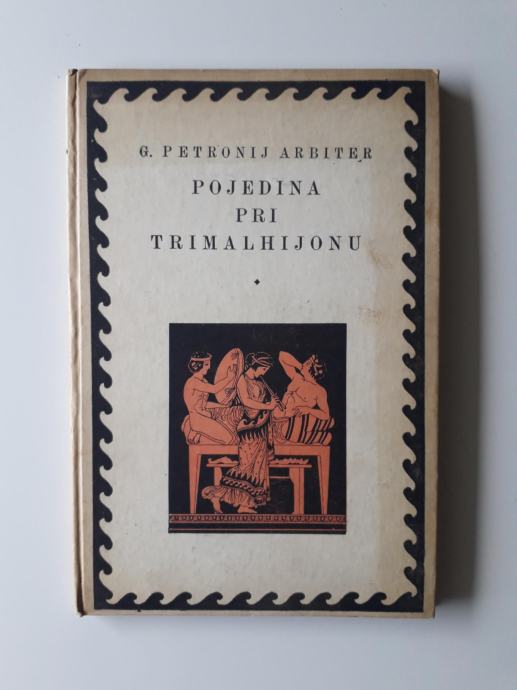 G. PETRONIJ ARBITER
POJEDINA
PRI
TRIMALHIJONU